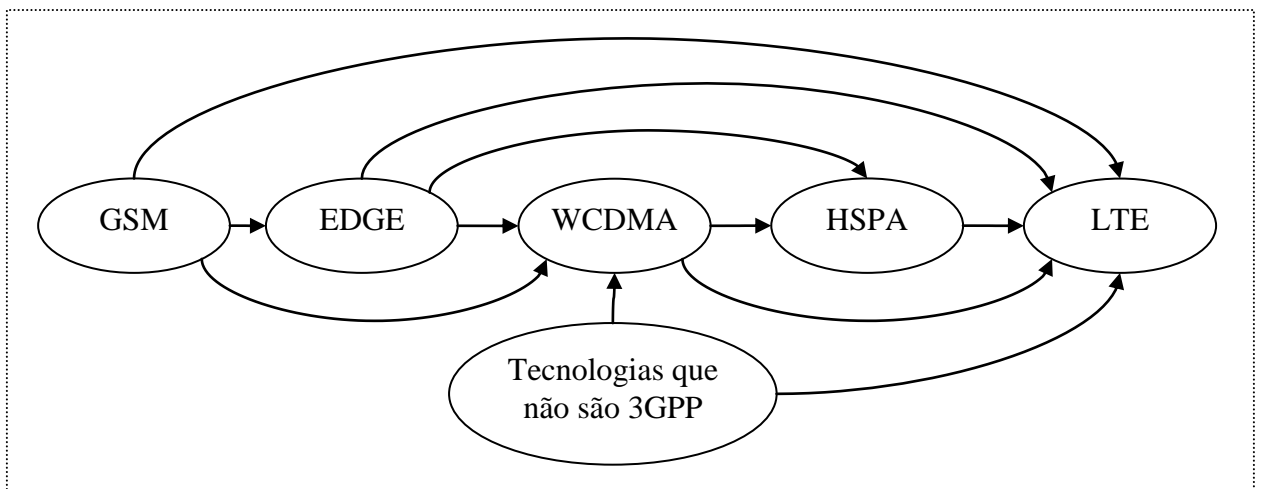 GSM
EDGE
WCDMA
HSPA
LTE
Tecnologias que
não são 3GPP